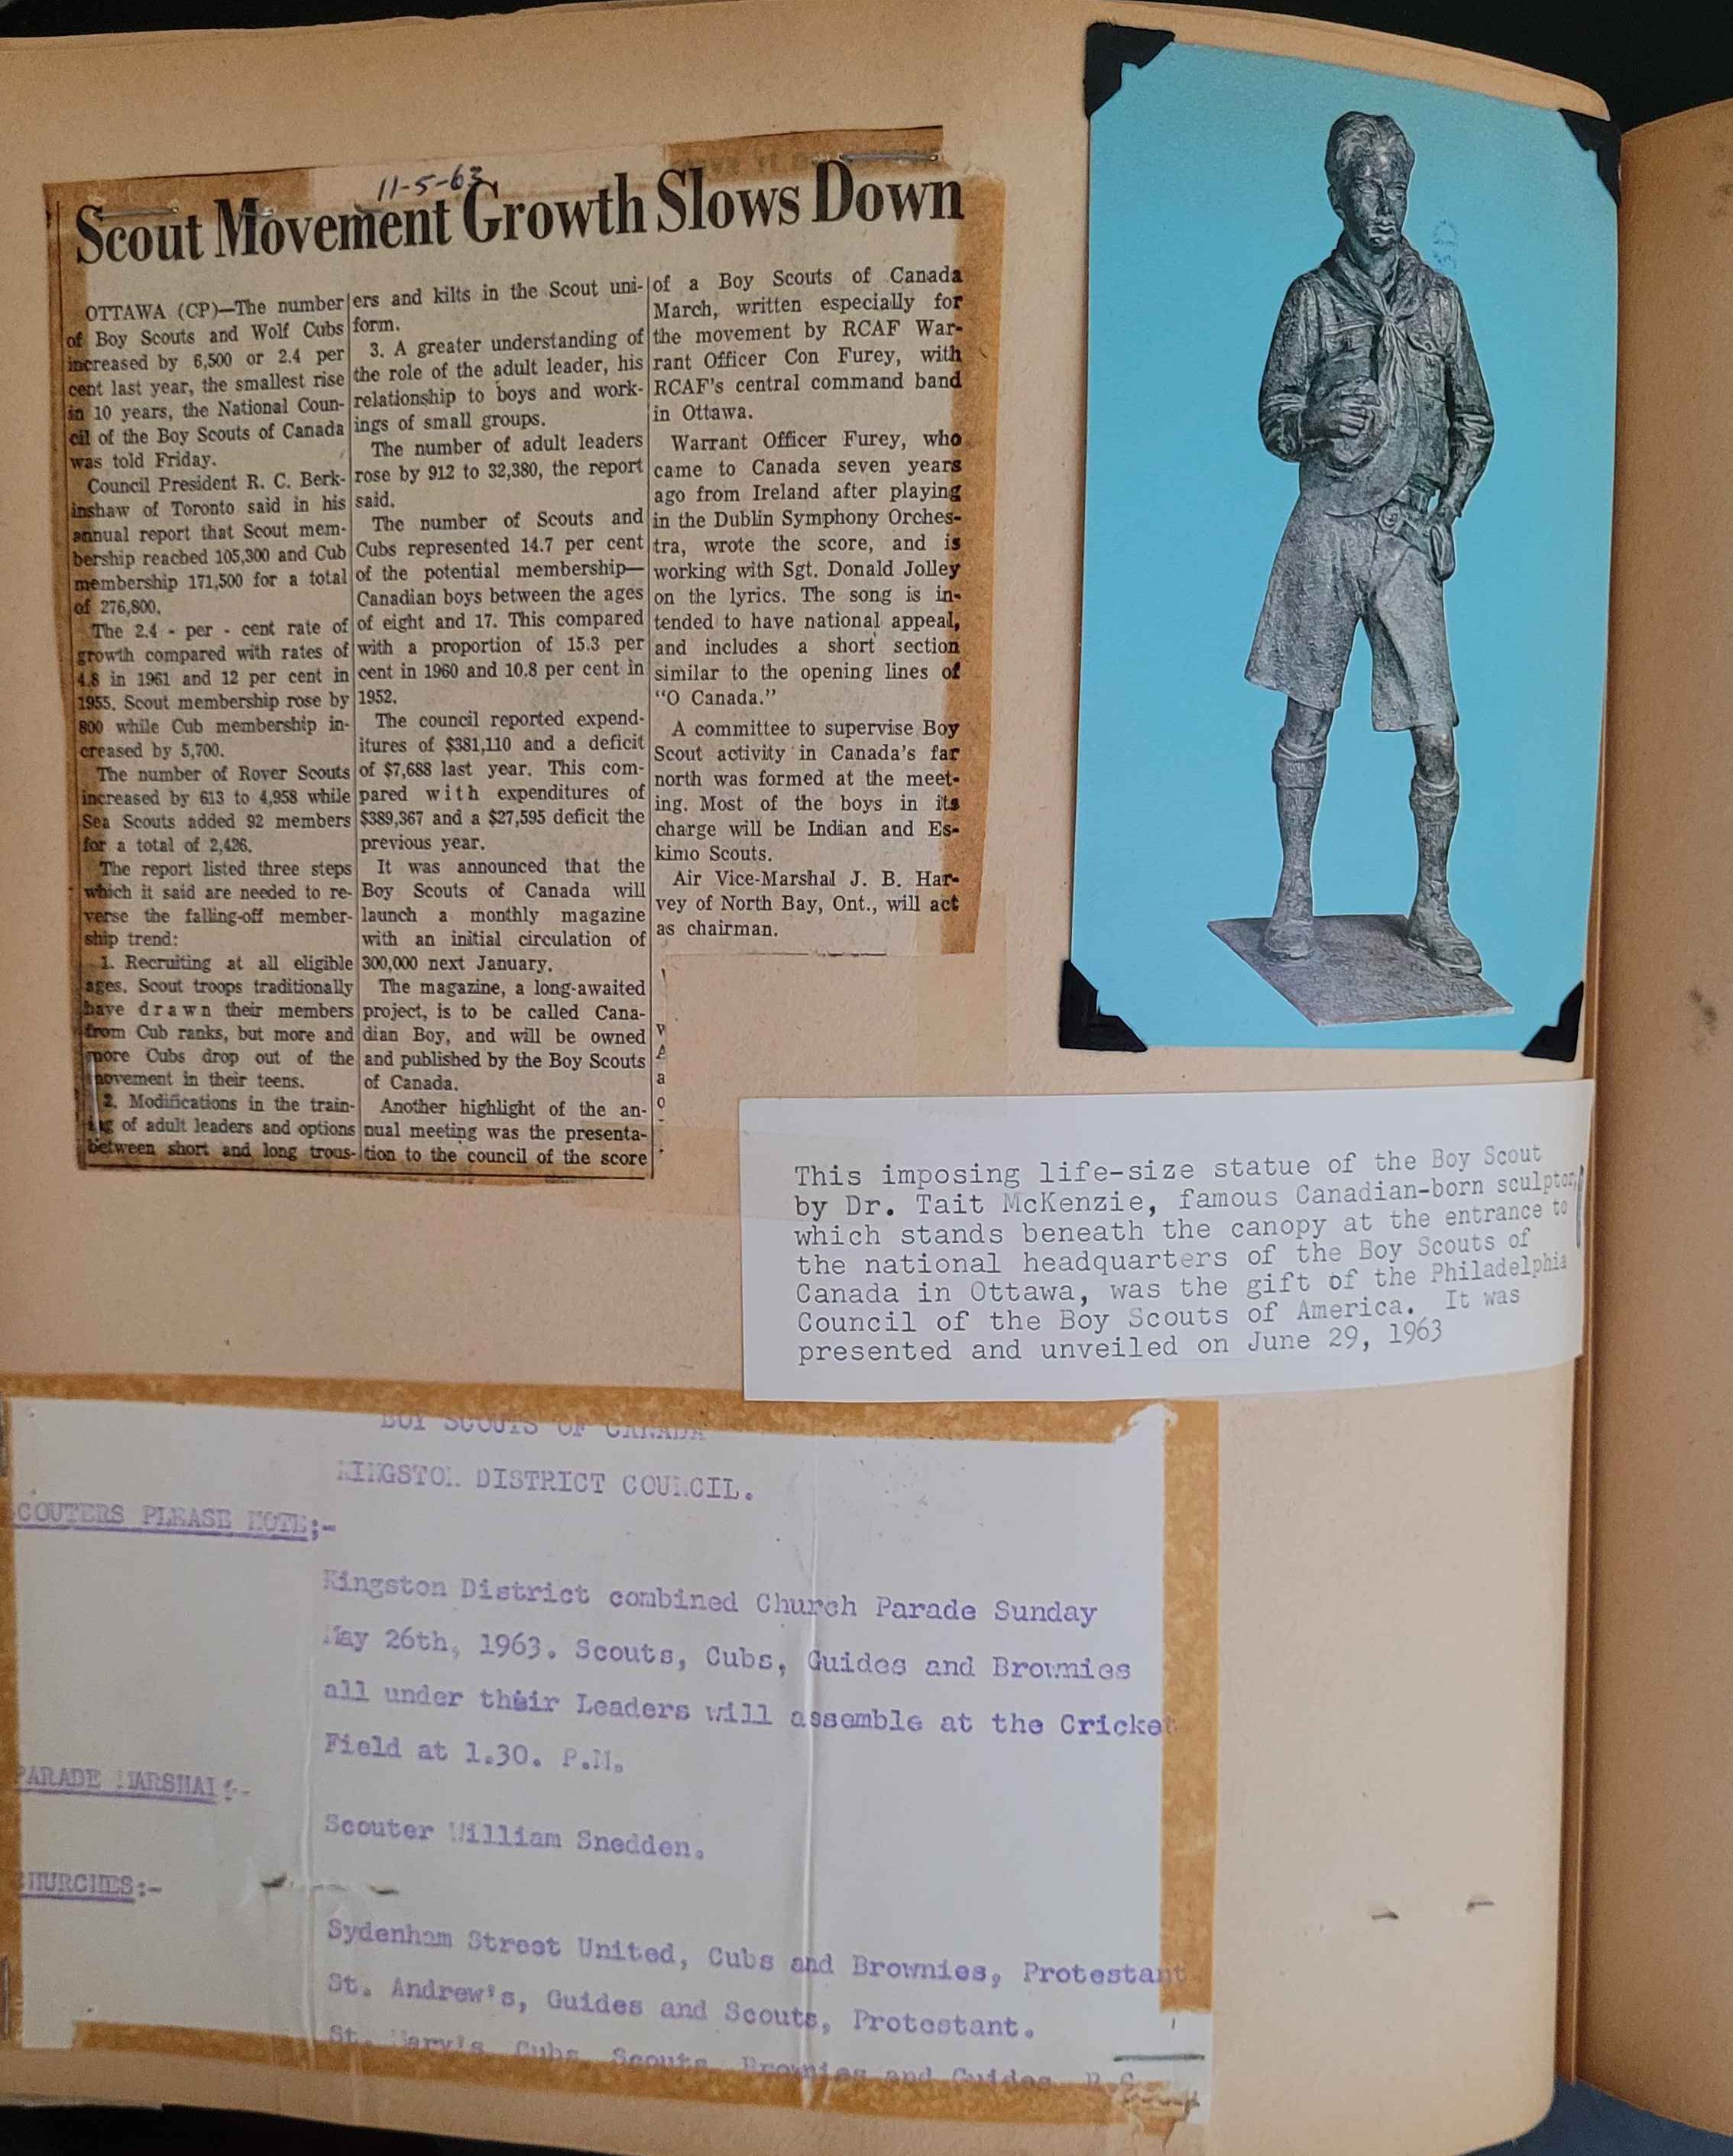 11-5-63
Scout Movement Growth Slows Down
OTTAWA (CP)—The number
of Boy Scouts and Wolf Cubs
increased by 6,500 or 2.4 per
cent last year, the smallest rise
in 10 years, the National Coun-
cil of the Boy Scouts of Canada
was told Friday.
Council President R. C. Berk-
inshaw of Toronto said in his
annual report that Scout mem-
bership reached 105,300 and Cub
membership 171,500 for a total
of 276,800.
The 2.4 - per - cent rate of
growth compared with rates of
4.8 in 1961 and 12 per cent in
1955. Scout membership rose by
800 while Cub membership in-
creased by 5,700.
The number of Rover Scouts
increased by 613 to 4,958 while
Sea Scouts added 92 members
for a total of 2,426.
The report listed three steps
which it said are needed to re-
verse the falling-off member-
ship trend:
1. Recruiting at all eligible
ages. Scout troops traditionally
have drawn their members
from Cub ranks, but more and
more Cubs drop out of the
movement in their teens.
2. Modifications in the train-
ing of adult leaders and options
between short and long trous-
ers and kilts in the Scout uni-
form.
3. A greater understanding of
the role of the adult leader, his
relationship to boys and work-
ings of small groups.
The number of adult leaders
rose by 912 to 32,380, the report
said.
The number of Scouts and
Cubs represented 14.7 per cent
of the potential membership—
Canadian boys between the ages
of eight and 17. This compared
with a proportion of 15.3 per
cent in 1960 and 10.8 per cent in
1952.
The council reported expend-
itures of $381,110 and a deficit
of $7,688 last year. This com-
pared with expenditures of
$389,367 and a $27,595 deficit the
previous year.
It was announced that the
Boy Scouts of Canada will
launch a monthly magazine
with an initial circulation of
300,000 next January.
The magazine, a long-awaited
project, is to be called Cana-
dian Boy, and will be owned
and published by the Boy Scouts
of Canada.
Another highlight of the an-
nual meeting was the presenta-
tion to the council of the score
of a Boy Scouts of Canada
March, written especially for
the movement by RCAF War-
rant Officer Con Furey, with
RCAF's central command band
in Ottawa.
Warrant Officer Furey, who
came to Canada seven years
ago from Ireland after playing
in the Dublin Symphony Orches-
tra, wrote the score, and is
working with Sgt. Donald Jolley
on the lyrics. The song is in-
tended to have national appeal,
and includes a short section
similar to the opening lines of
"O Canada."
A committee to supervise Boy
Scout activity in Canada's far
north was formed at the meet-
ing. Most of the boys in its
charge will be Indian and Es-
kimo Scouts.
Air Vice-Marshal J. B. Har-
vey of North Bay, Ont., will act
as chairman.
This imposing life-size statue of the Boy Scout
by Dr. Tait McKenzie, famous Canadian-born sculptor,
which stands beneath the canopy at the entrance to
the national headquarters of the Boy Scouts of
Canada in Ottawa, was the gift of the Philadelphia
Council of the Boy Scouts of America. It was
presented and unveiled on June 29, 1963
BOY SCOUTS OF CANADA
KINGSTON DISTRICT COUNCIL.
COUTERS PLEASE NOTE;-
Kingston District combined Church Parade Sunday
May 26th, 1963. Scouts, Cubs, Guides and Brownies
all under their Leaders will assemble at the Cricket
Field at 1.30. P.M.
PARADE MARSHAL:-
Scouter William Snedden.
CHURCHES:-
Sydenham Street United, Cubs and Brownies, Protestant
St. Andrew's, Guides and Scouts, Protestant.
St. Mary's, Cubs, Scouts, Brownies and Guides, R.C.